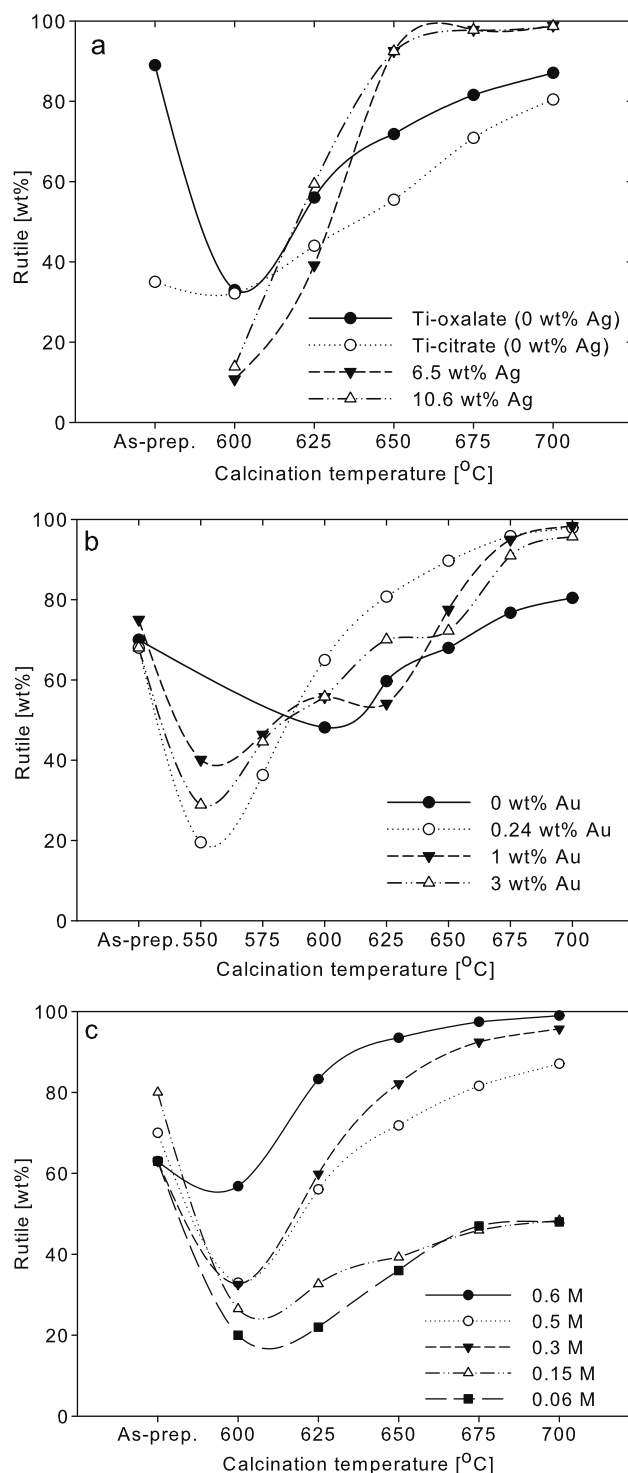 a
100
80
60
40
20
0
Rutile [wt%]
Ti-oxalate (0 wt% Ag)
Ti-citrate (0 wt% Ag)
6.5 wt% Ag
10.6 wt% Ag
As-prep. 600 625 650 675 700
Calcination temperature [°C]
b
100
80
60
40
20
0
Rutile [wt%]
0 wt% Au
0.24 wt% Au
1 wt% Au
3 wt% Au
As-prep. 550 575 600 625 650 675 700
Calcination temperature [°C]
c
100
80
60
40
20
0
Rutile [wt%]
0.6 M
0.5 M
0.3 M
0.15 M
0.06 M
As-prep. 600 625 650 675 700
Calcination temperature [°C]